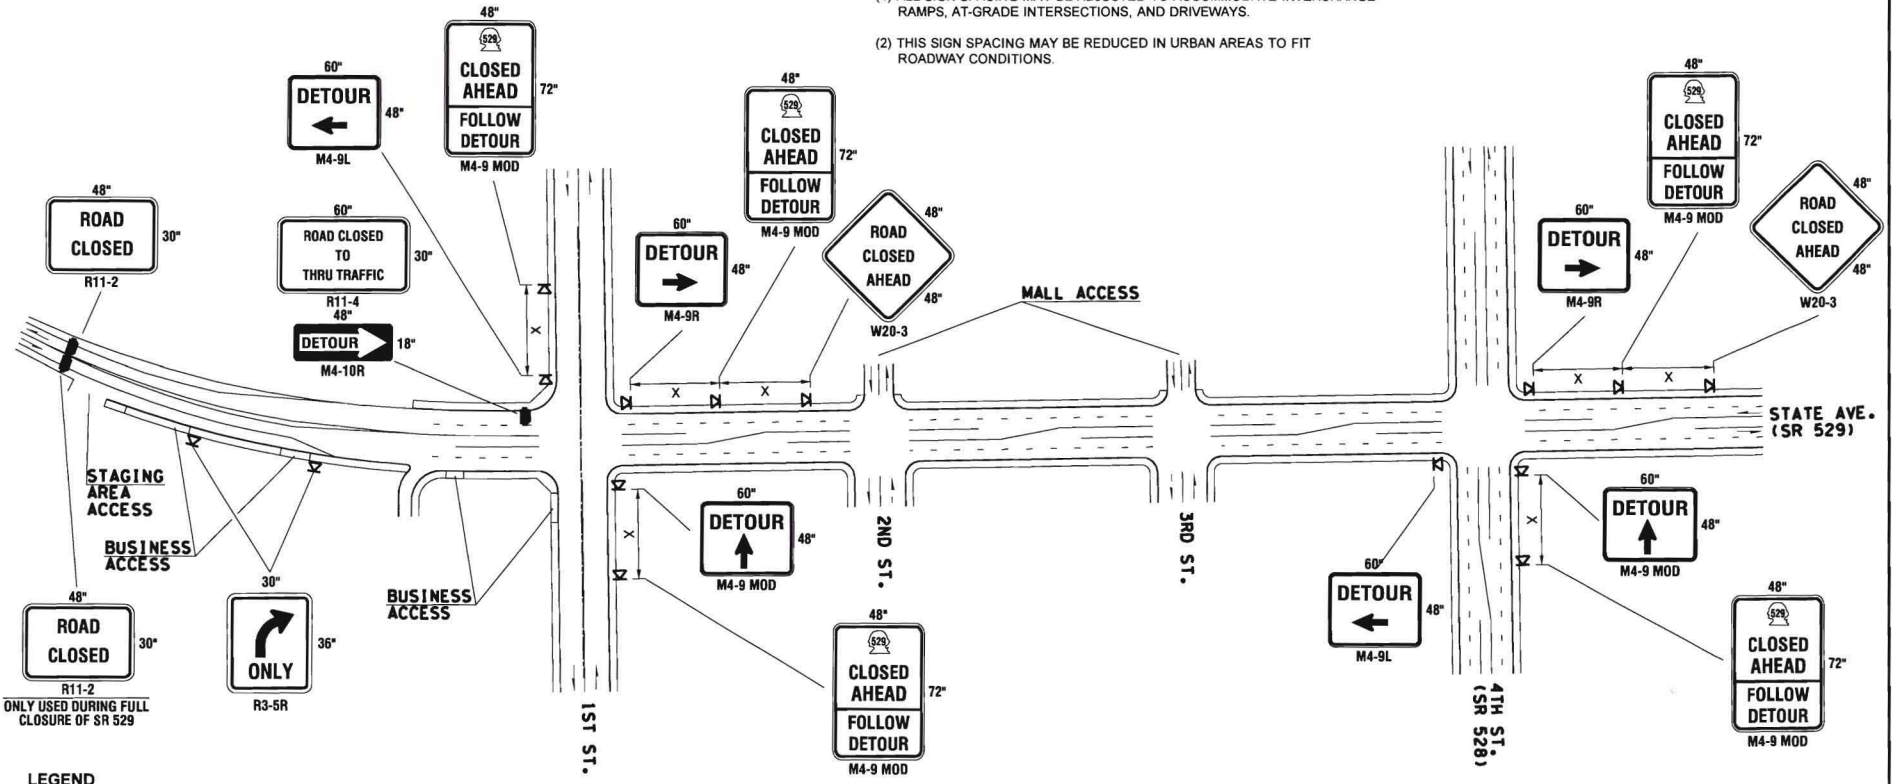 RAMPS, AT-GRADE INTERSECTIONS, AND DRIVEWAYS.
(2) THIS SIGN SPACING MAY BE REDUCED IN URBAN AREAS TO FIT
ROADWAY CONDITIONS.
48"
529
CLOSED
AHEAD
FOLLOW
DETOUR
72"
M4-9 MOD
60"
DETOUR
48"
M4-9L
48"
529
CLOSED
AHEAD
FOLLOW
DETOUR
72"
M4-9 MOD
48"
529
CLOSED
AHEAD
FOLLOW
DETOUR
72"
M4-9 MOD
48"
ROAD
CLOSED
30"
R11-2
60"
ROAD CLOSED
TO
THRU TRAFFIC
30"
R11-4
48"
DETOUR
18"
M4-10R
60"
DETOUR
48"
M4-9R
48"
ROAD
CLOSED
AHEAD
48"
W20-3
MALL ACCESS
60"
DETOUR
48"
M4-9R
48"
ROAD
CLOSED
AHEAD
48"
W20-3
X
X
X
X
X
STATE AVE.
(SR 529)
STAGING
AREA
ACCESS
BUSINESS
ACCESS
BUSINESS
ACCESS
48"
ROAD
CLOSED
30"
R11-2
ONLY USED DURING FULL
CLOSURE OF SR 529
30"
ONLY
36"
R3-5R
X
60"
DETOUR
48"
M4-9 MOD
48"
529
CLOSED
AHEAD
FOLLOW
DETOUR
72"
M4-9 MOD
1ST ST.
2ND ST.
3RD ST.
4TH ST.
(SR 528)
60"
DETOUR
48"
M4-9L
X
60"
DETOUR
48"
M4-9 MOD
48"
529
CLOSED
AHEAD
FOLLOW
DETOUR
72"
M4-9 MOD
LEGEND